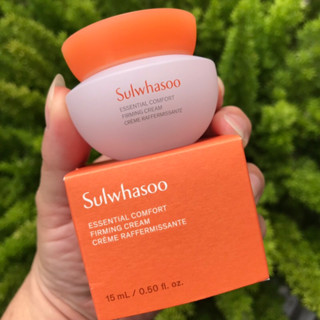 Sulwhasoo
ESSENTIAL COMFORT
FIRMING CREAM
CRÈME RAFFERMISSANTE
Sulwhasoo
ESSENTIAL COMFORT
FIRMING CREAM
CRÈME RAFFERMISSANTE
15 mL / 0.50 fl. oz.